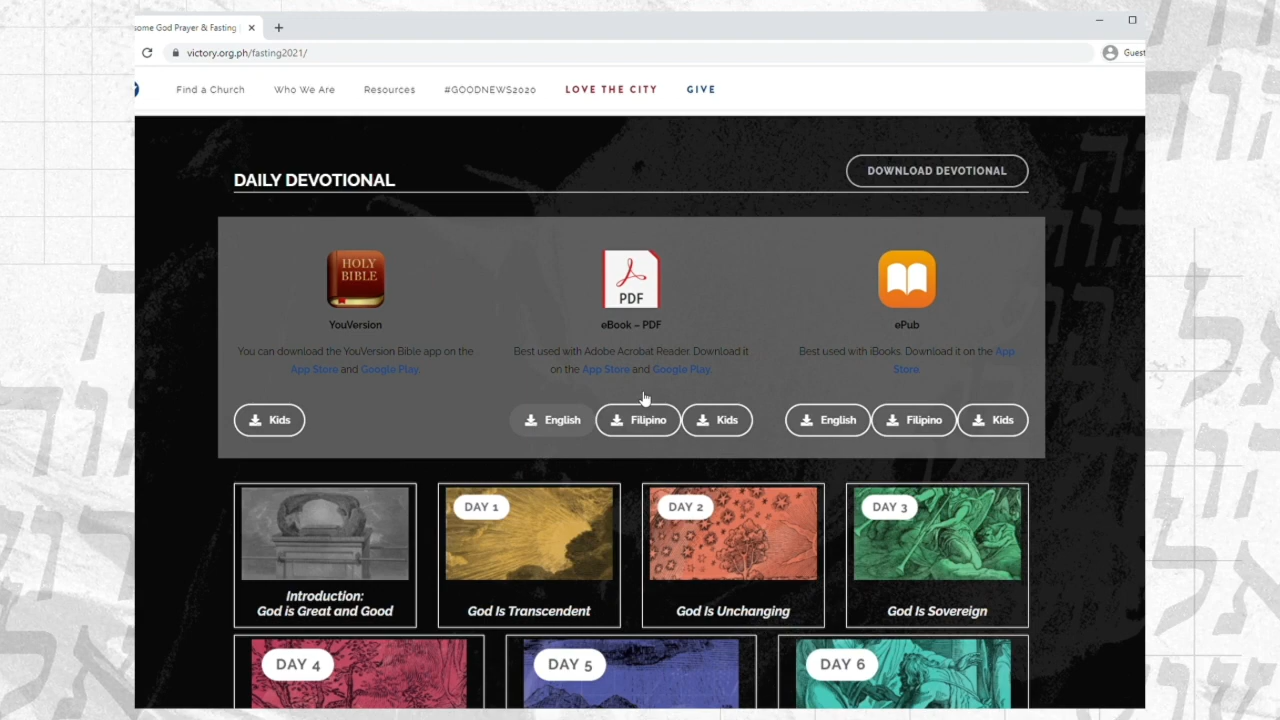 some God Prayer & Fasting
victory.org.ph/fasting2021/
Guest
Find a Church Who We Are Resources #GOODNEWS2020 LOVE THE CITY GIVE
DAILY DEVOTIONAL
DOWNLOAD DEVOTIONAL
HOLY
BIBLE
YouVersion
You can download the YouVersion Bible app on the
App Store and Google Play.
Kids
PDF
eBook – PDF
Best used with Adobe Acrobat Reader. Download it
on the App Store and Google Play.
English Filipino Kids
ePub
Best used with iBooks. Download it on the App
Store.
English Filipino Kids
Introduction:
God is Great and Good
DAY 1
God Is Transcendent
DAY 2
God Is Unchanging
DAY 3
God Is Sovereign
DAY 4
DAY 5
DAY 6